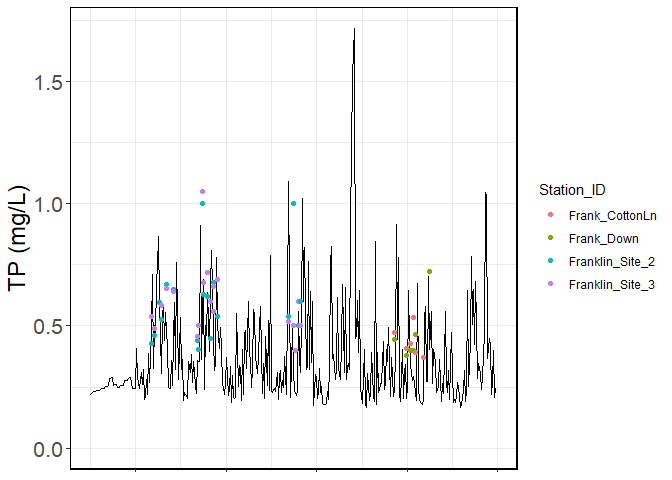 TP (mg/L)
1.5
1.0
0.5
0.0
Station_ID
Frank_CottonLn
Frank_Down
Franklin_Site_2
Franklin_Site_3